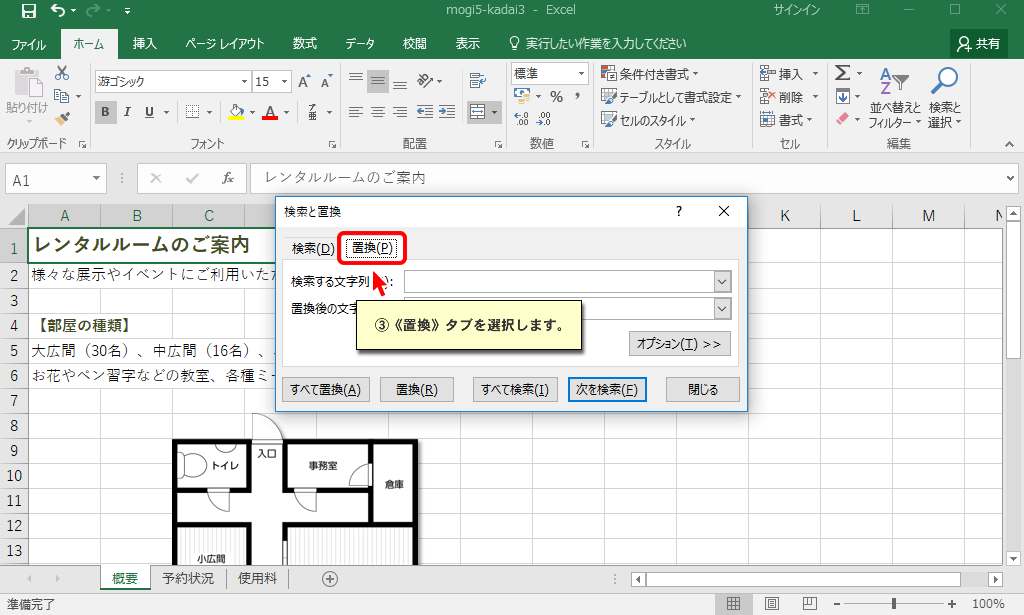 mogi5-kadai3 - Excel
サインイン
ファイル ホーム 挿入 ページ レイアウト 数式 データ 校閲 表示 実行したい作業を入力してください 共有
貼り付け
游ゴシック 15
B I U
標準
条件付き書式
テーブルとして書式設定
セルのスタイル
挿入
削除
書式
並べ替えと
フィルター
検索と
選択
クリップボード フォント 配置 数値 スタイル セル 編集
A1
fx
レンタルルームのご案内
A B C K L M N
1 レンタルルームのご案内
2 様々な展示やイベントにご利用いた
3
4 【部屋の種類】
5 大広間（30名）、中広間（16名）、
6 お花やペン習字などの教室、各種ミ
7
8
9
10
11
12
13
検索と置換
?
検索(D) 置換(P)
検索する文字列
置換後の文字
③《置換》タブを選択します。
オプション(T) >>
すべて置換(A) 置換(R) すべて検索(I) 次を検索(F) 閉じる
入口
トイレ
事務室
倉庫
小広間
概要 予約状況 使用料
準備完了
100%